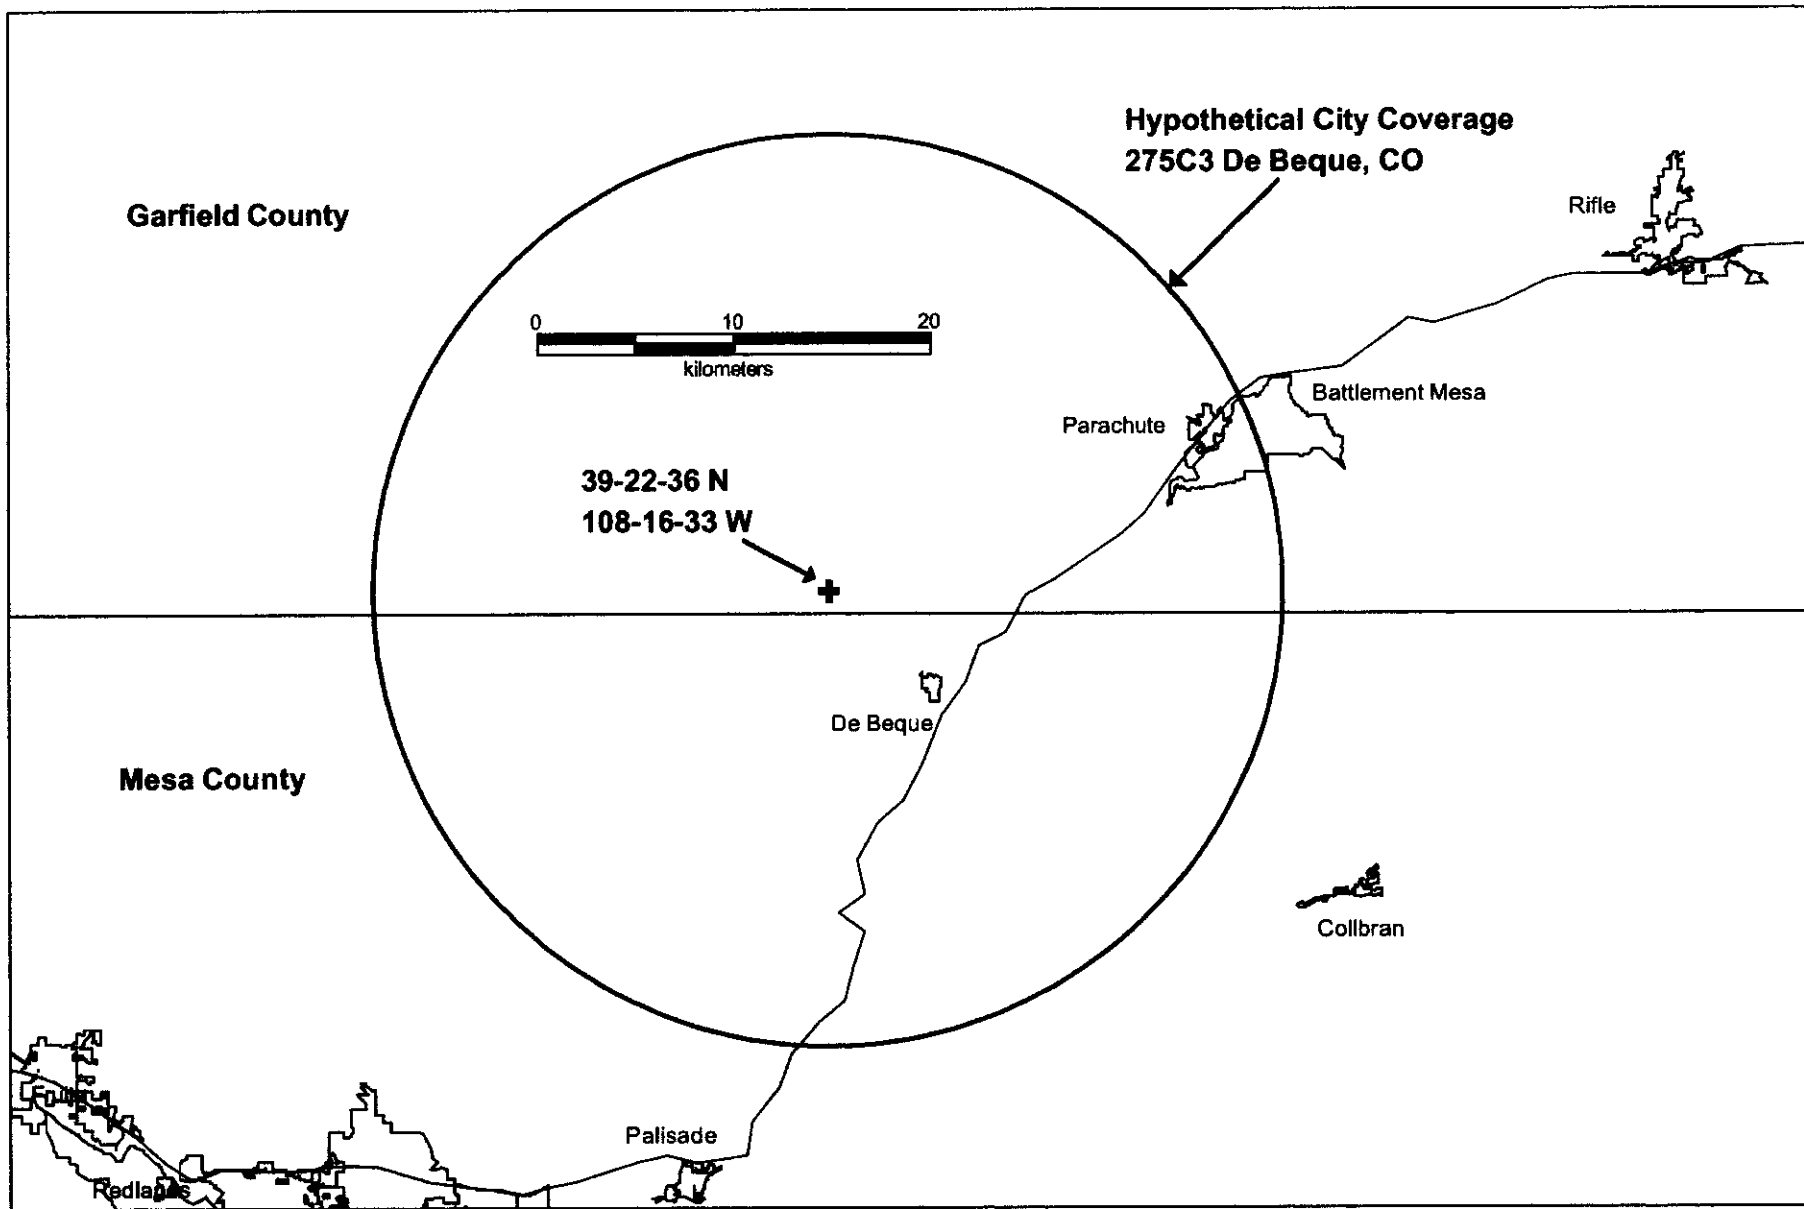 Hypothetical City Coverage
275C3 De Beque, CO
Rifle
Garfield County
0 10 20
kilometers
Battlement Mesa
Parachute
39-22-36 N
108-16-33 W
De Beque
Mesa County
Collbran
Palisade
Redlands